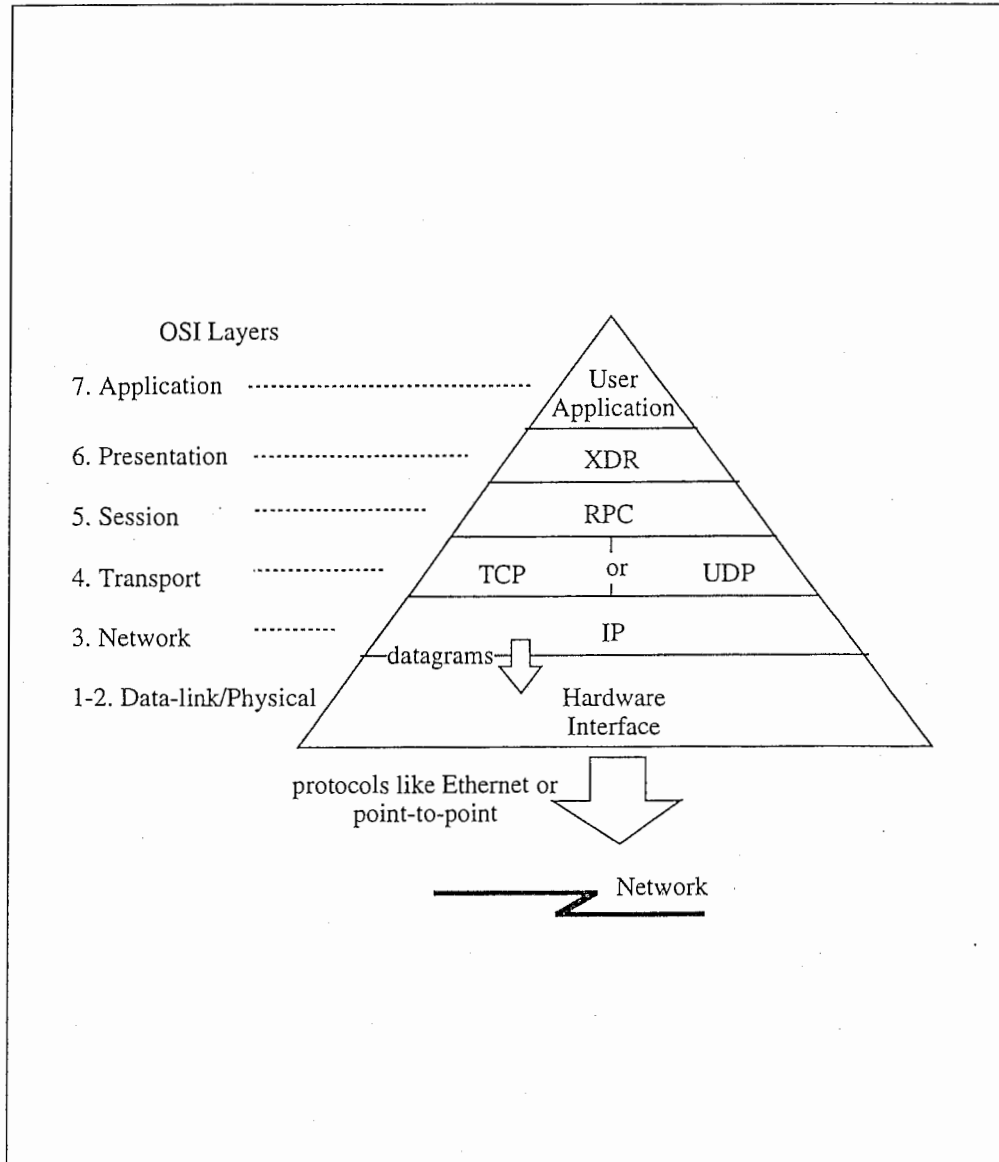 OSI Layers
7. Application
User
Application
6. Presentation
XDR
5. Session
RPC
4. Transport
TCP or UDP
3. Network
IP
datagrams
1-2. Data-link/Physical
Hardware
Interface
protocols like Ethernet or
point-to-point
Network